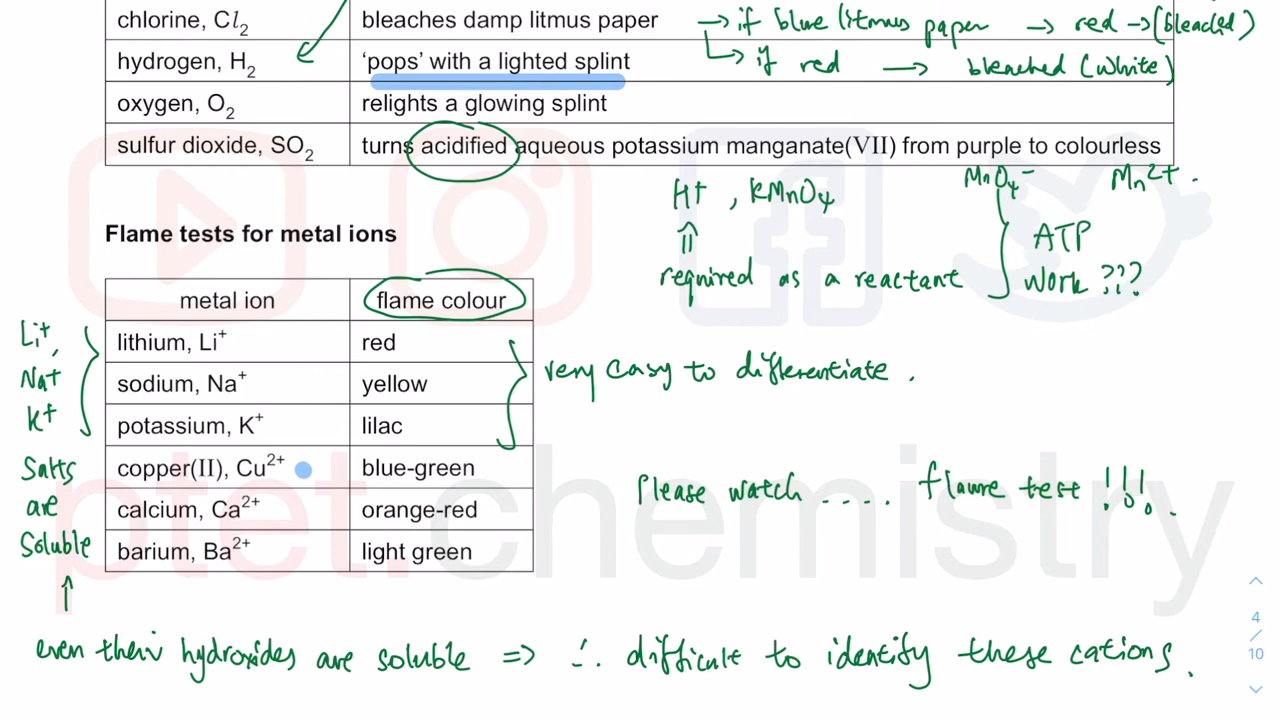 chlorine, Cl₂ bleaches damp litmus paper → if blue litmus paper → red → (bleached)
hydrogen, H₂ 'pops' with a lighted splint ↳ if red → bleached (white)
oxygen, O₂ relights a glowing splint
sulfur dioxide, SO₂ turns acidified aqueous potassium manganate(VII) from purple to colourless
MnO₄⁻ Mn²⁺.
H⁺, KMnO₄
Flame tests for metal ions
⇑ ATP
required as a reactant work ???
metal ion flame colour
Li⁺, lithium, Li⁺ red
Na⁺ sodium, Na⁺ yellow very easy to differentiate.
K⁺ potassium, K⁺ lilac
Salts copper(II), Cu²⁺ blue-green Please watch .... flame test !!!
are calcium, Ca²⁺ orange-red
soluble barium, Ba²⁺ light green
ptet chemistry
↑
even their hydroxides are soluble ⇒ ∴ difficult to identify these cations.
4
/
10